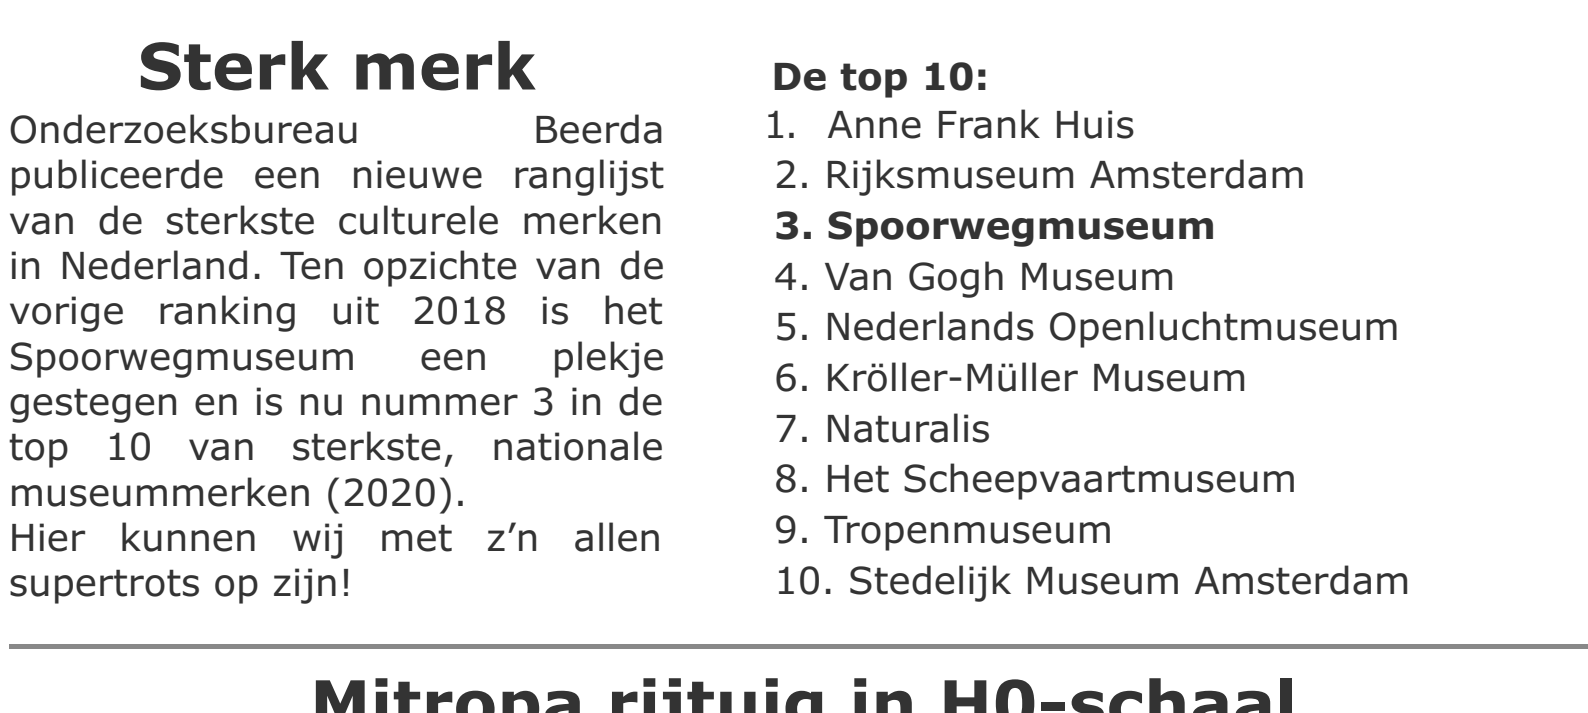 Sterk merk
Onderzoeksbureau Beerda
publiceerde een nieuwe ranglijst
van de sterkste culturele merken
in Nederland. Ten opzichte van de
vorige ranking uit 2018 is het
Spoorwegmuseum een plekje
gestegen en is nu nummer 3 in de
top 10 van sterkste, nationale
museummerken (2020).
Hier kunnen wij met z’n allen
supertrots op zijn!
De top 10:
1. Anne Frank Huis
2. Rijksmuseum Amsterdam
3. Spoorwegmuseum
4. Van Gogh Museum
5. Nederlands Openluchtmuseum
6. Kröller-Müller Museum
7. Naturalis
8. Het Scheepvaartmuseum
9. Tropenmuseum
10. Stedelijk Museum Amsterdam
Mitropa rijtuig in H0-schaal